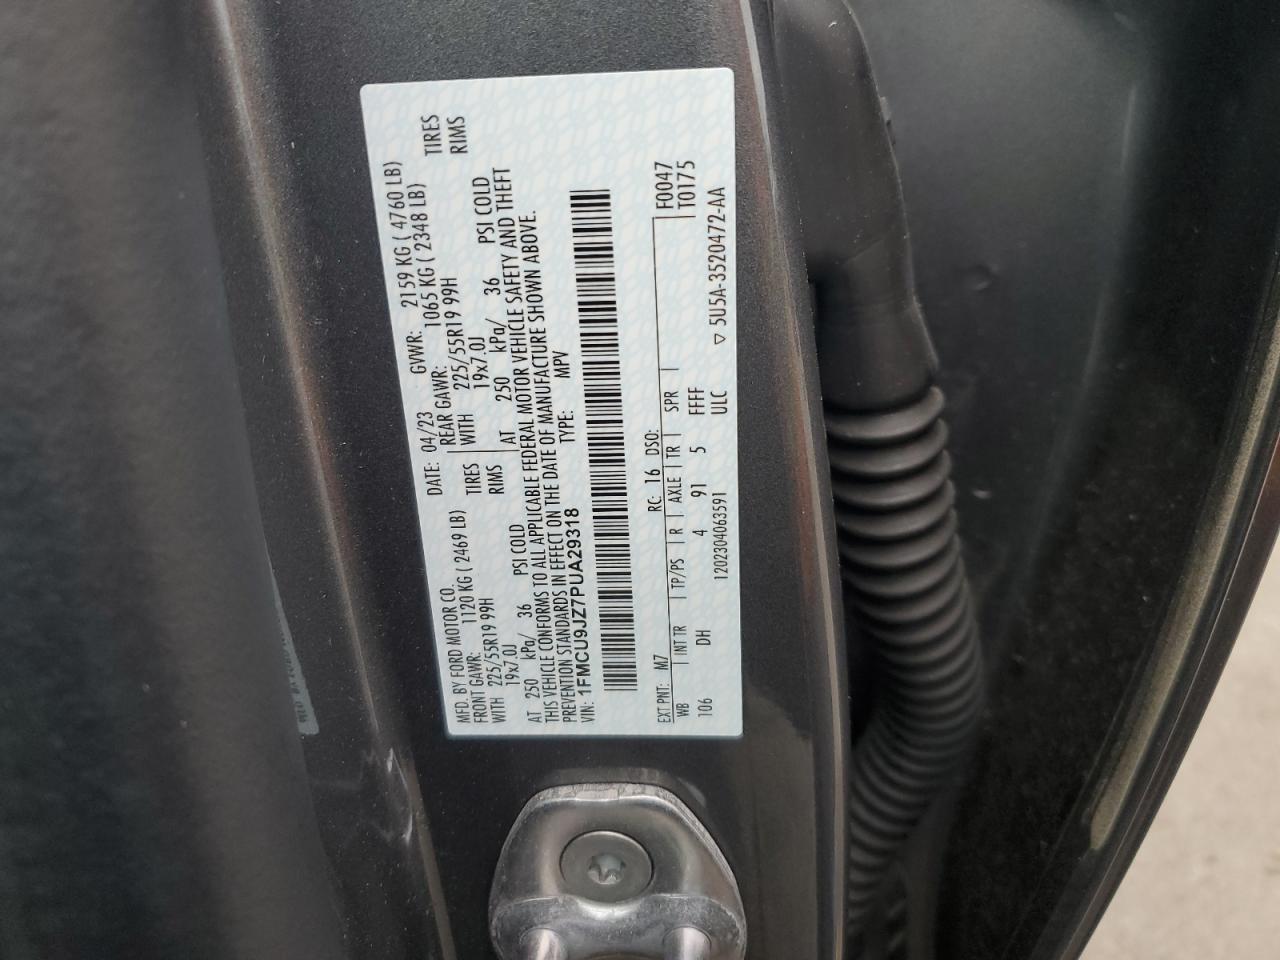 MFD. BY FORD MOTOR CO.
DATE: 04/23 GVWR: 2159 KG ( 4760 LB)
FRONT GAWR: 1120 KG ( 2469 LB)
REAR GAWR: 1065 KG ( 2348 LB)
WITH 225/55R19 99H TIRES
WITH 225/55R19 99H TIRES
19x7.0J RIMS
19x7.0J RIMS
AT 250 kPa/ 36 PSI COLD
AT 250 kPa/ 36 PSI COLD
THIS VEHICLE CONFORMS TO ALL APPLICABLE FEDERAL MOTOR VEHICLE SAFETY AND THEFT
PREVENTION STANDARDS IN EFFECT ON THE DATE OF MANUFACTURE SHOWN ABOVE.
VIN: 1FMCU9JZ7PUA29318
TYPE: MPV
EXT PNT: M7 RC: 16 DSO: F0047
WB INT TR TP/PS R AXLE TR SPR T0175
106 DH 4 91 5 FFFF
1202304063591 ULC ▽ 5U5A-3520472-AA